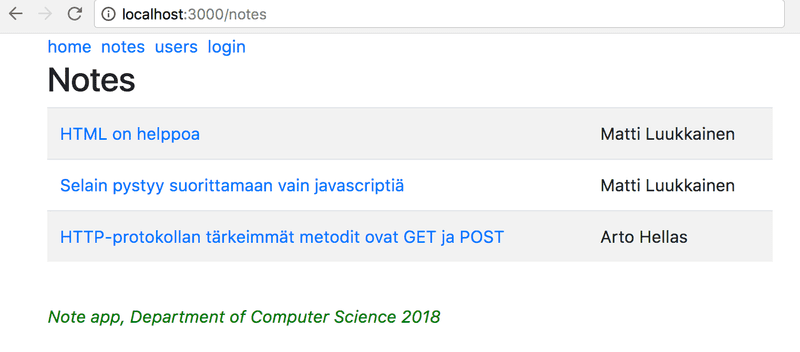 localhost:3000/notes
home notes users login
Notes
HTML on helppoa Matti Luukkainen
Selain pystyy suorittamaan vain javascriptiä Matti Luukkainen
HTTP-protokollan tärkeimmät metodit ovat GET ja POST Arto Hellas
Note app, Department of Computer Science 2018